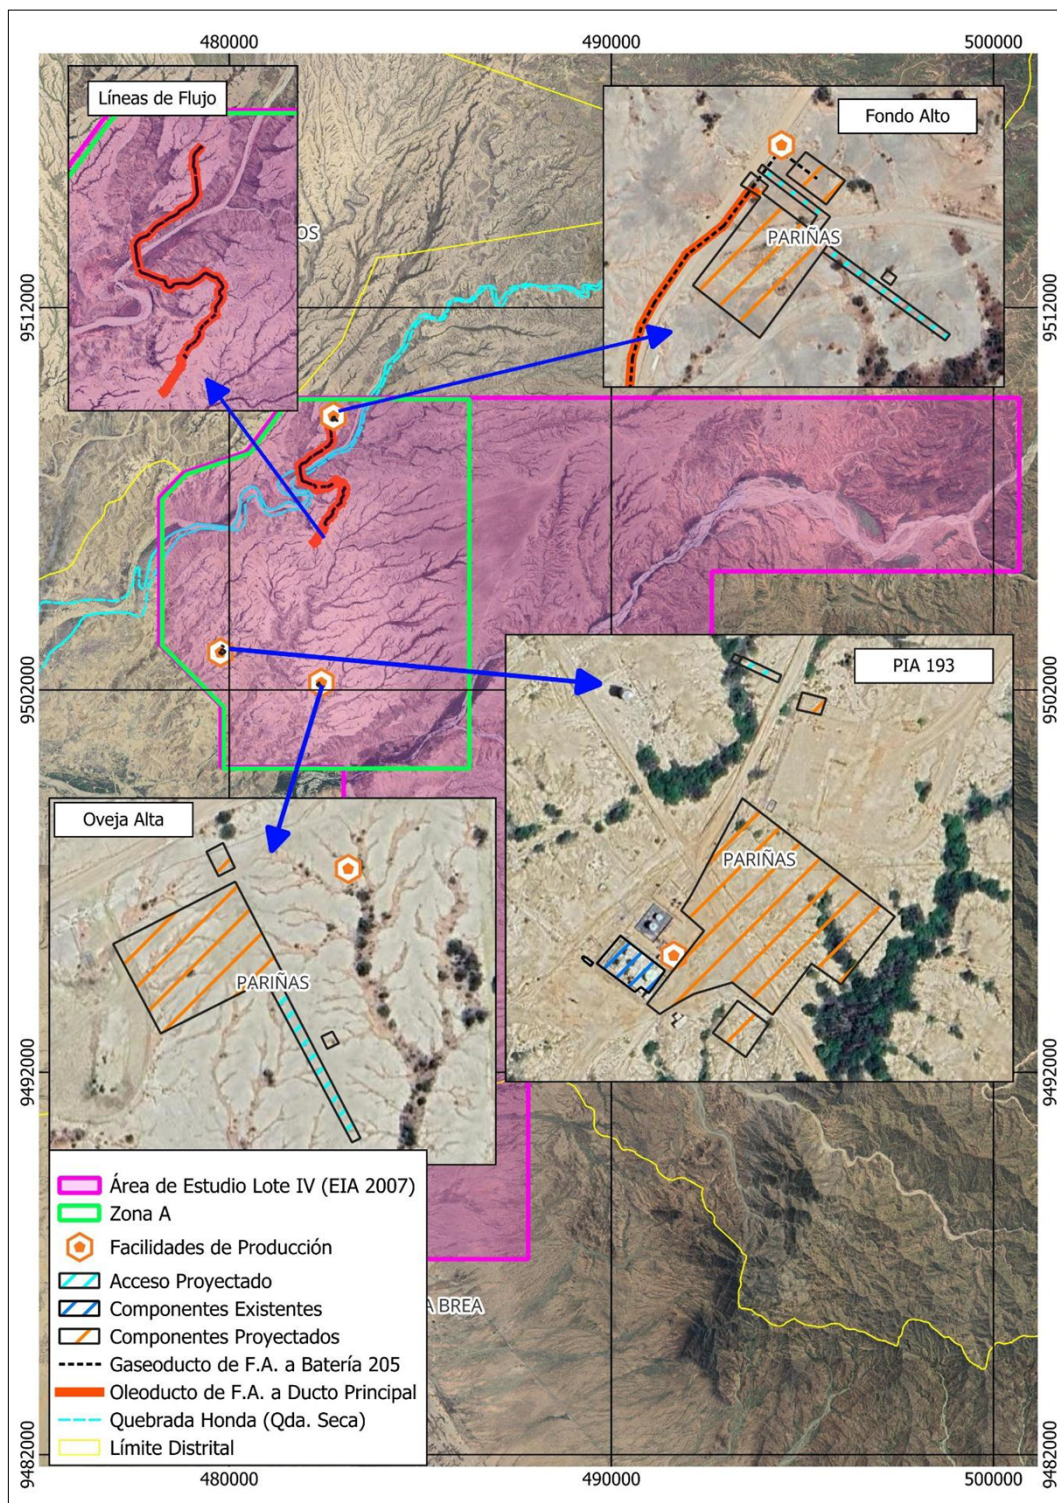 480000
490000
500000
Líneas de Flujo
Fondo Alto
OS
PARIÑAS
9512000
9512000
9502000
9502000
PIA 193
PARIÑAS
Oveja Alta
PARIÑAS
9492000
9492000
Área de Estudio Lote IV (EIA 2007)
Zona A
Facilidades de Producción
Acceso Proyectado
Componentes Existentes
Componentes Proyectados
Gaseoducto de F.A. a Batería 205
Oleoducto de F.A. a Ducto Principal
Quebrada Honda (Qda. Seca)
Límite Distrital
A BREA
9482000
9482000
480000
490000
500000